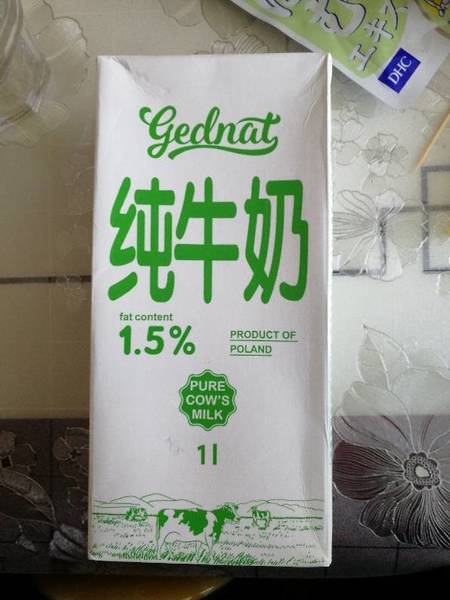 gednat
纯牛奶
fat content
1.5%
PRODUCT OF
POLAND
PURE
COW'S
MILK
1l
DHC